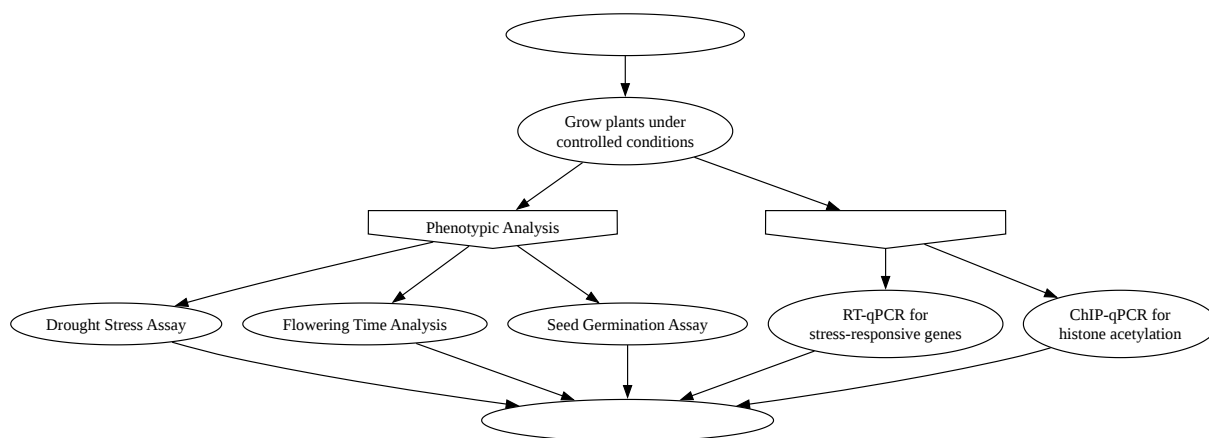 Grow plants under
controlled conditions
Phenotypic Analysis
Drought Stress Assay
Flowering Time Analysis
Seed Germination Assay
RT-qPCR for
stress-responsive genes
ChIP-qPCR for
histone acetylation